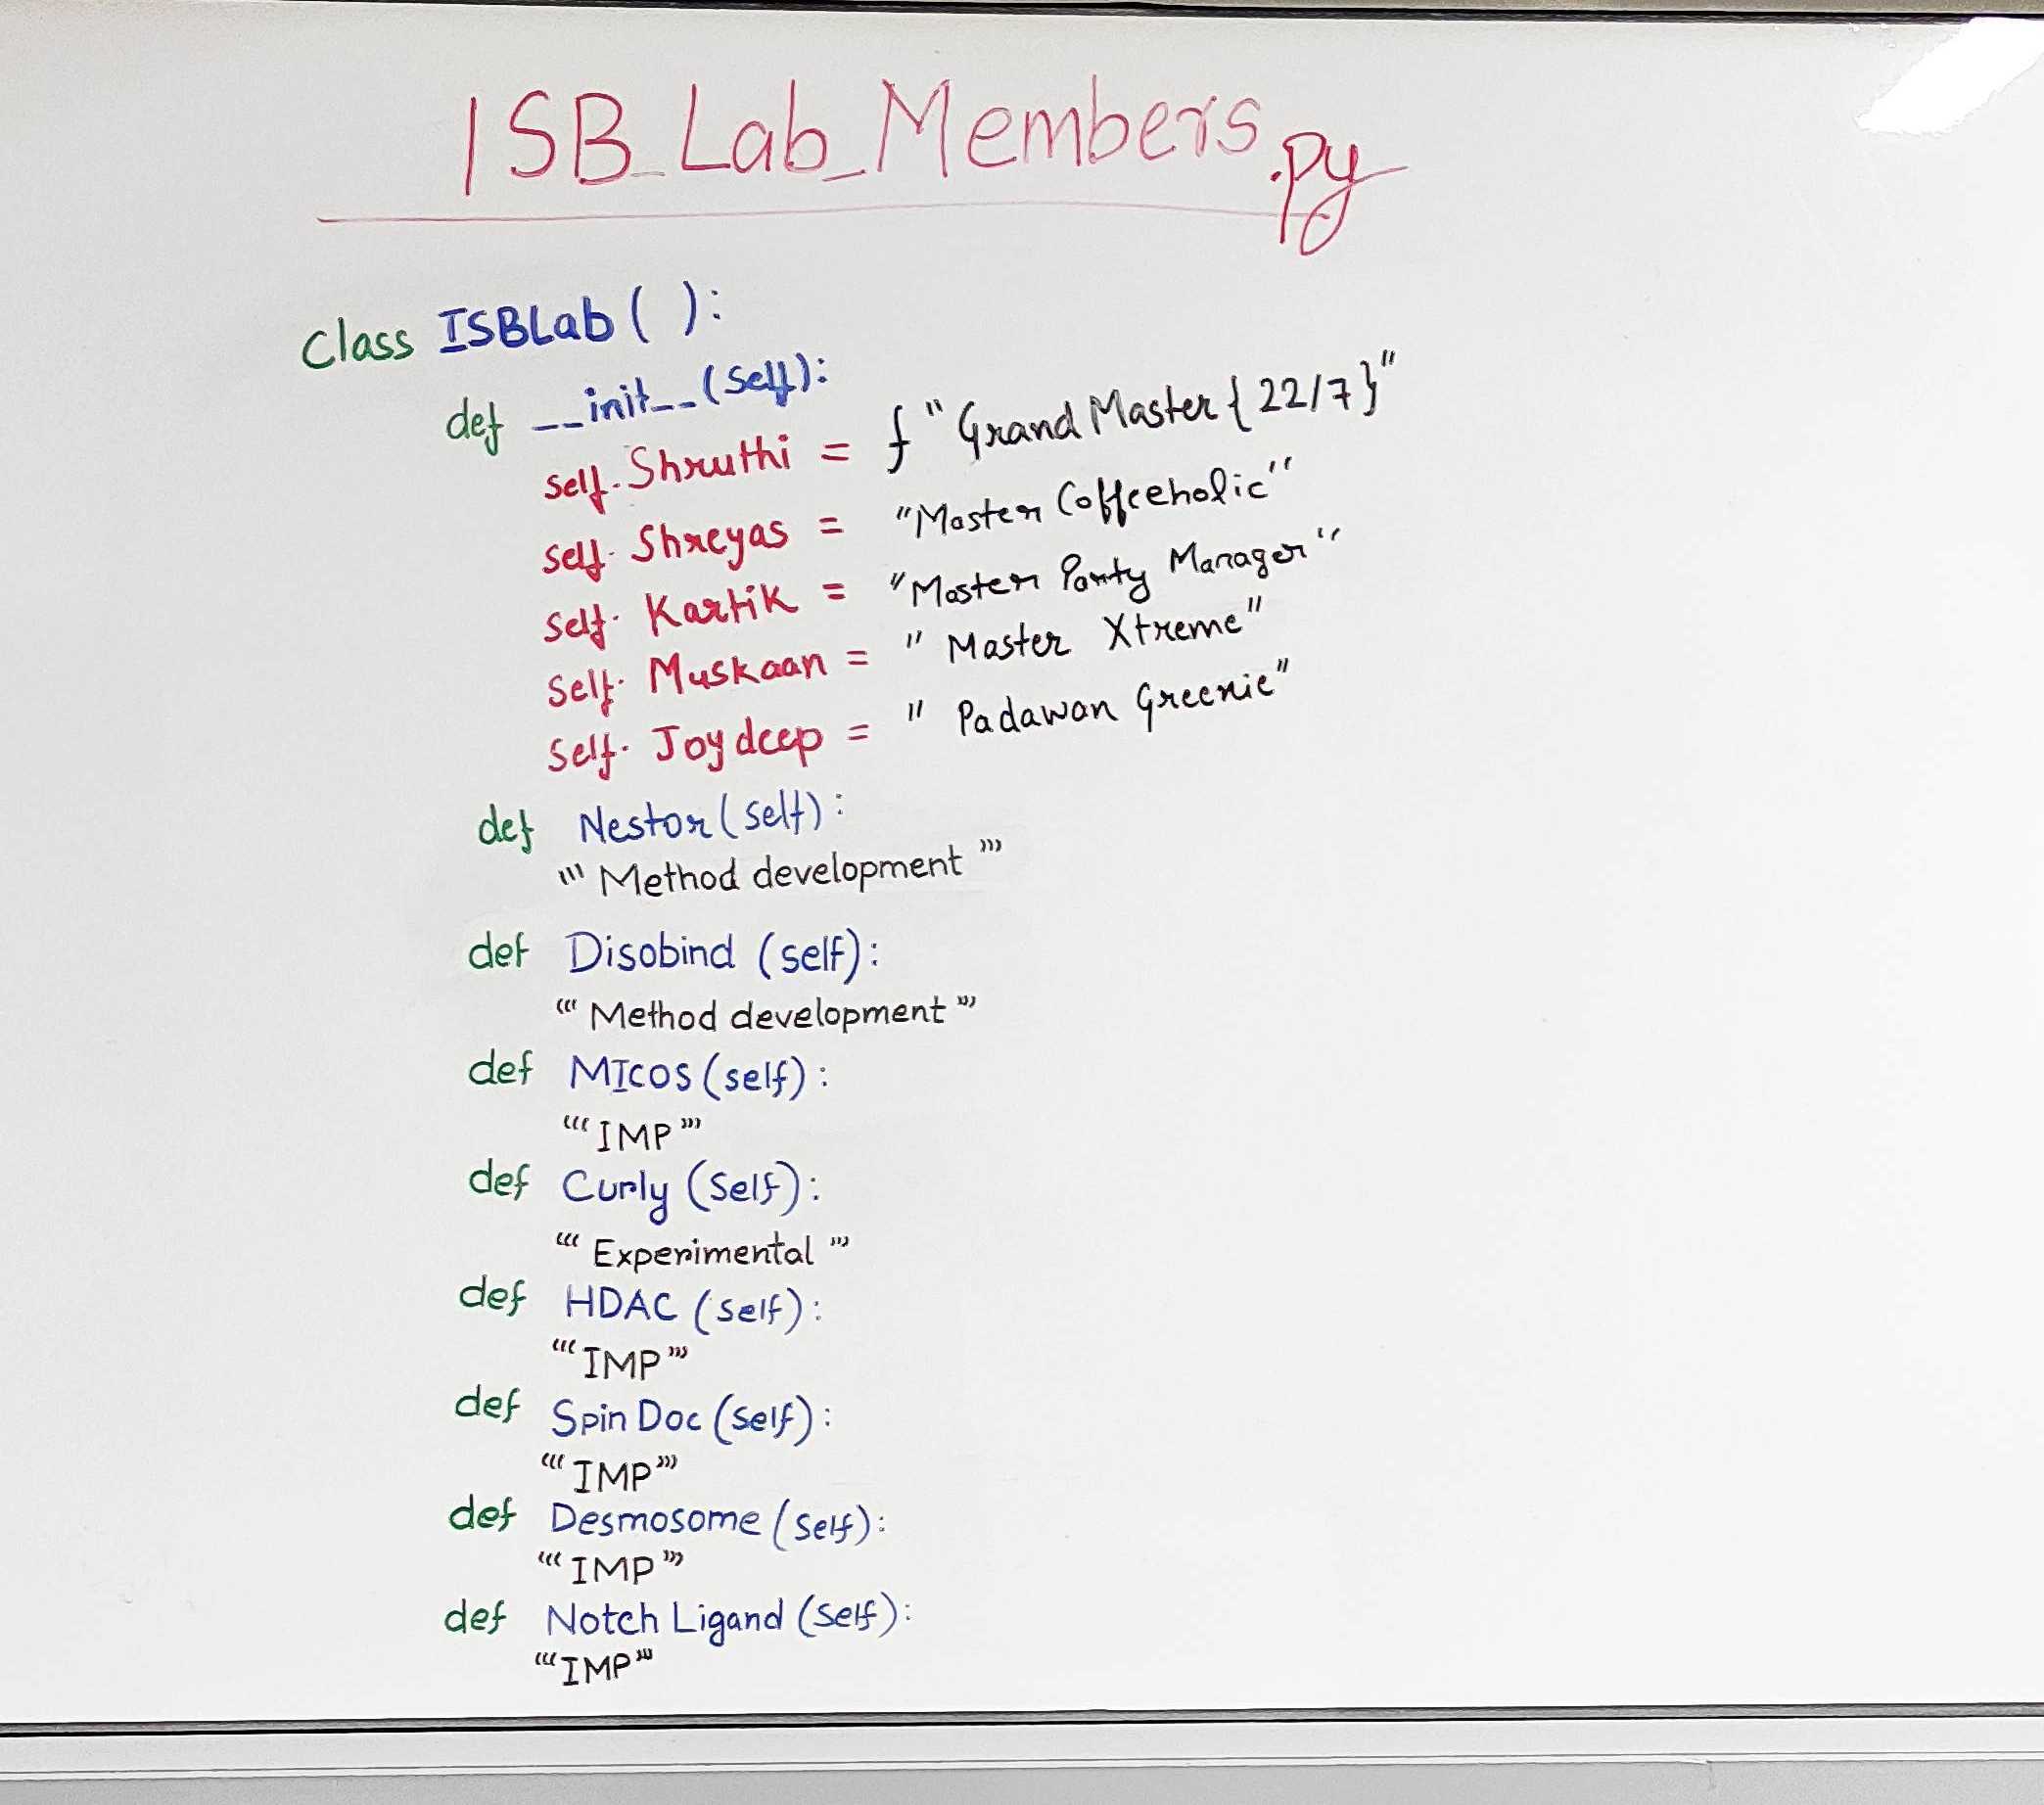 ISB_Lab_Members.py
class ISBLab( ):
def __init__(self):
self.Shruthi = f"Grand Master {22/7}"
self.Shreyas = "Master Coffeeholic"
self.Kartik = "Master Party Manager"
self.Muskaan = "Master Xtreme"
self.Joydeep = "Padawan Greenie"
def Nestor(self):
'''Method development'''
def Disobind (self):
'''Method development'''
def MICOS (self):
'''IMP'''
def Curly (self):
'''Experimental'''
def HDAC (self):
'''IMP'''
def Spin Doc (self):
'''IMP'''
def Desmosome (self):
'''IMP'''
def Notch Ligand (self):
'''IMP'''